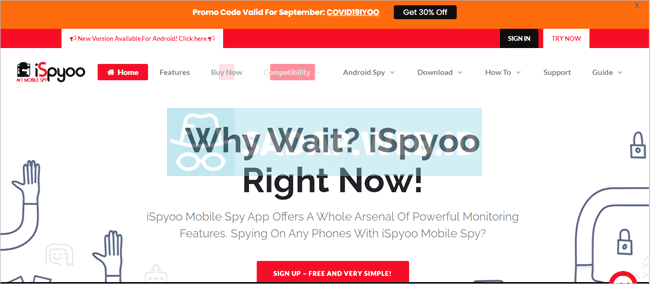 X
Promo Code Valid For September: COVID19IYOO Get 30% Off
New Version Available For Android! Click here
SIGN IN TRY NOW
iSpyoo
#1 MOBILE SPY
Home Features Buy Now Compatibility Android Spy Download How To Support Guide
Why Wait? iSpyoo
Right Now!
iSpyoo Mobile Spy App Offers A Whole Arsenal Of Powerful Monitoring
Features. Spying On Any Phones With iSpyoo Mobile Spy?
SIGN UP – FREE AND VERY SIMPLE!